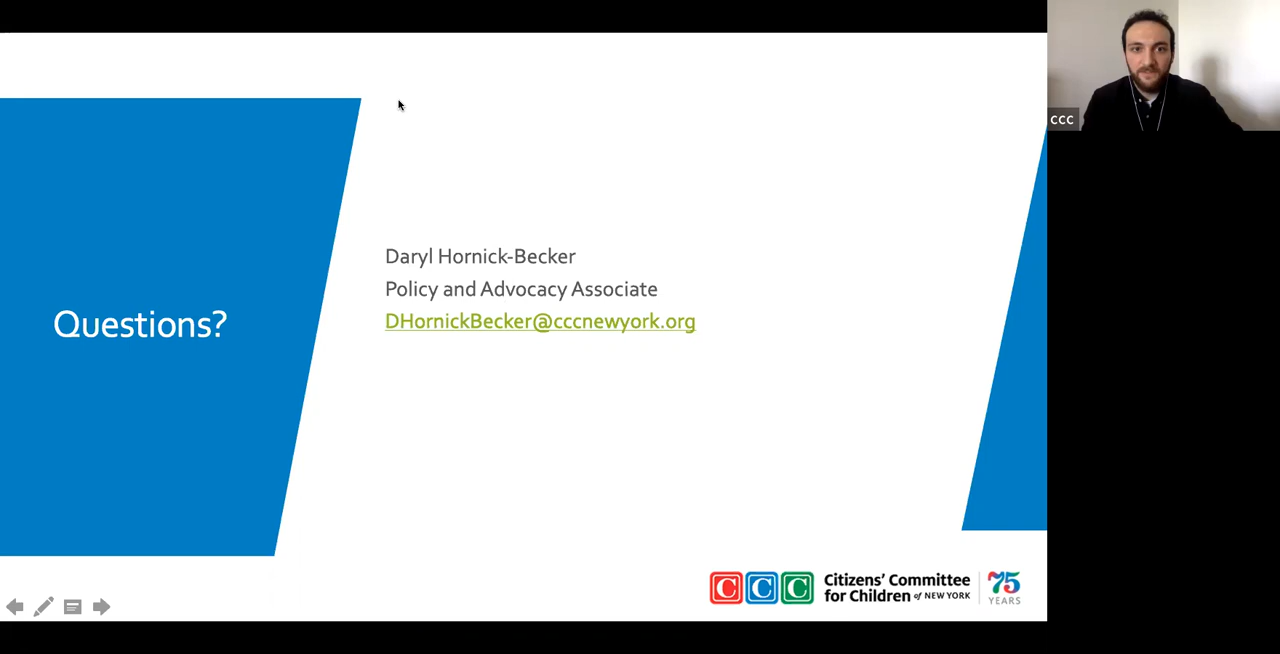 Questions?
Daryl Hornick-Becker
Policy and Advocacy Associate
DHornickBecker@cccnewyork.org
CCC
Citizens' Committee
for Children of NEW YORK
75
YEARS
ccc